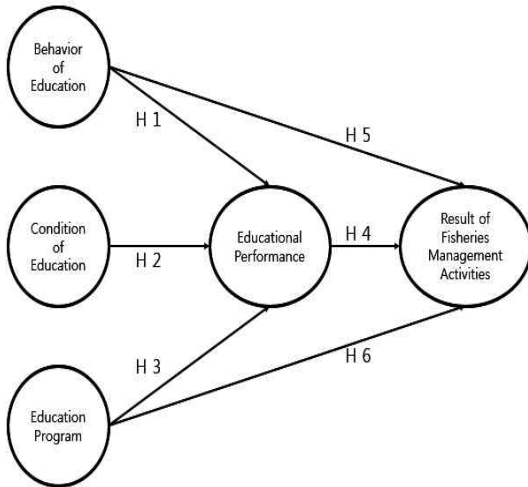 Behavior
of
Education
H 1
H 5
Condition
of
Education
H 2
Educational
Performance
H 4
Result of
Fisheries
Management
Activities
H 3
H 6
Education
Program